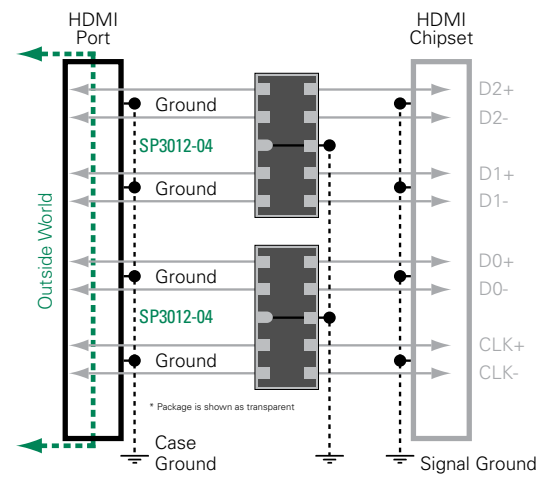 HDMI
Port
HDMI
Chipset
D2+
Ground
D2-
SP3012-04
D1+
Ground
D1-
Outside World
D0+
Ground
D0-
SP3012-04
CLK+
Ground
CLK-
* Package is shown as transparent
Case
Ground
Signal Ground